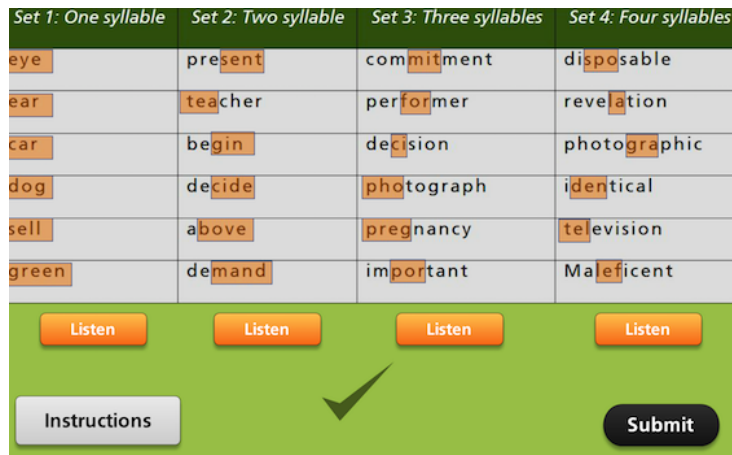 Set 1: One syllable Set 2: Two syllable Set 3: Three syllables Set 4: Four syllables
eye present commitment disposable
ear teacher performer revelation
car begin decision photographic
dog decide photograph identical
sell above pregnancy television
green demand important Maleficent
Listen Listen Listen Listen
Instructions
Submit